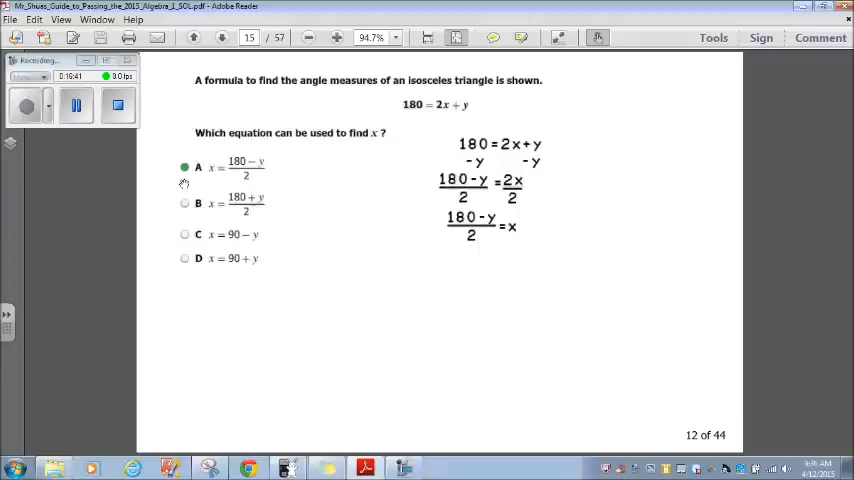 Mr_Shuas_Guide_to_Passing_the_2015_Algebra_1_SOL.pdf - Adobe Reader
File Edit View Window Help
15 / 57 94.7% Tools Sign Comment
Recording...
0:16:41 0.0 fps
A formula to find the angle measures of an isosceles triangle is shown.
180 = 2x + y
Which equation can be used to find x ?
A x = (180 − y)/2
B x = (180 + y)/2
C x = 90 − y
D x = 90 + y
180 = 2x + y
-y -y
(180 - y)/2 = 2x/2
(180 - y)/2 = x
12 of 44
9:36 AM
4/12/2015